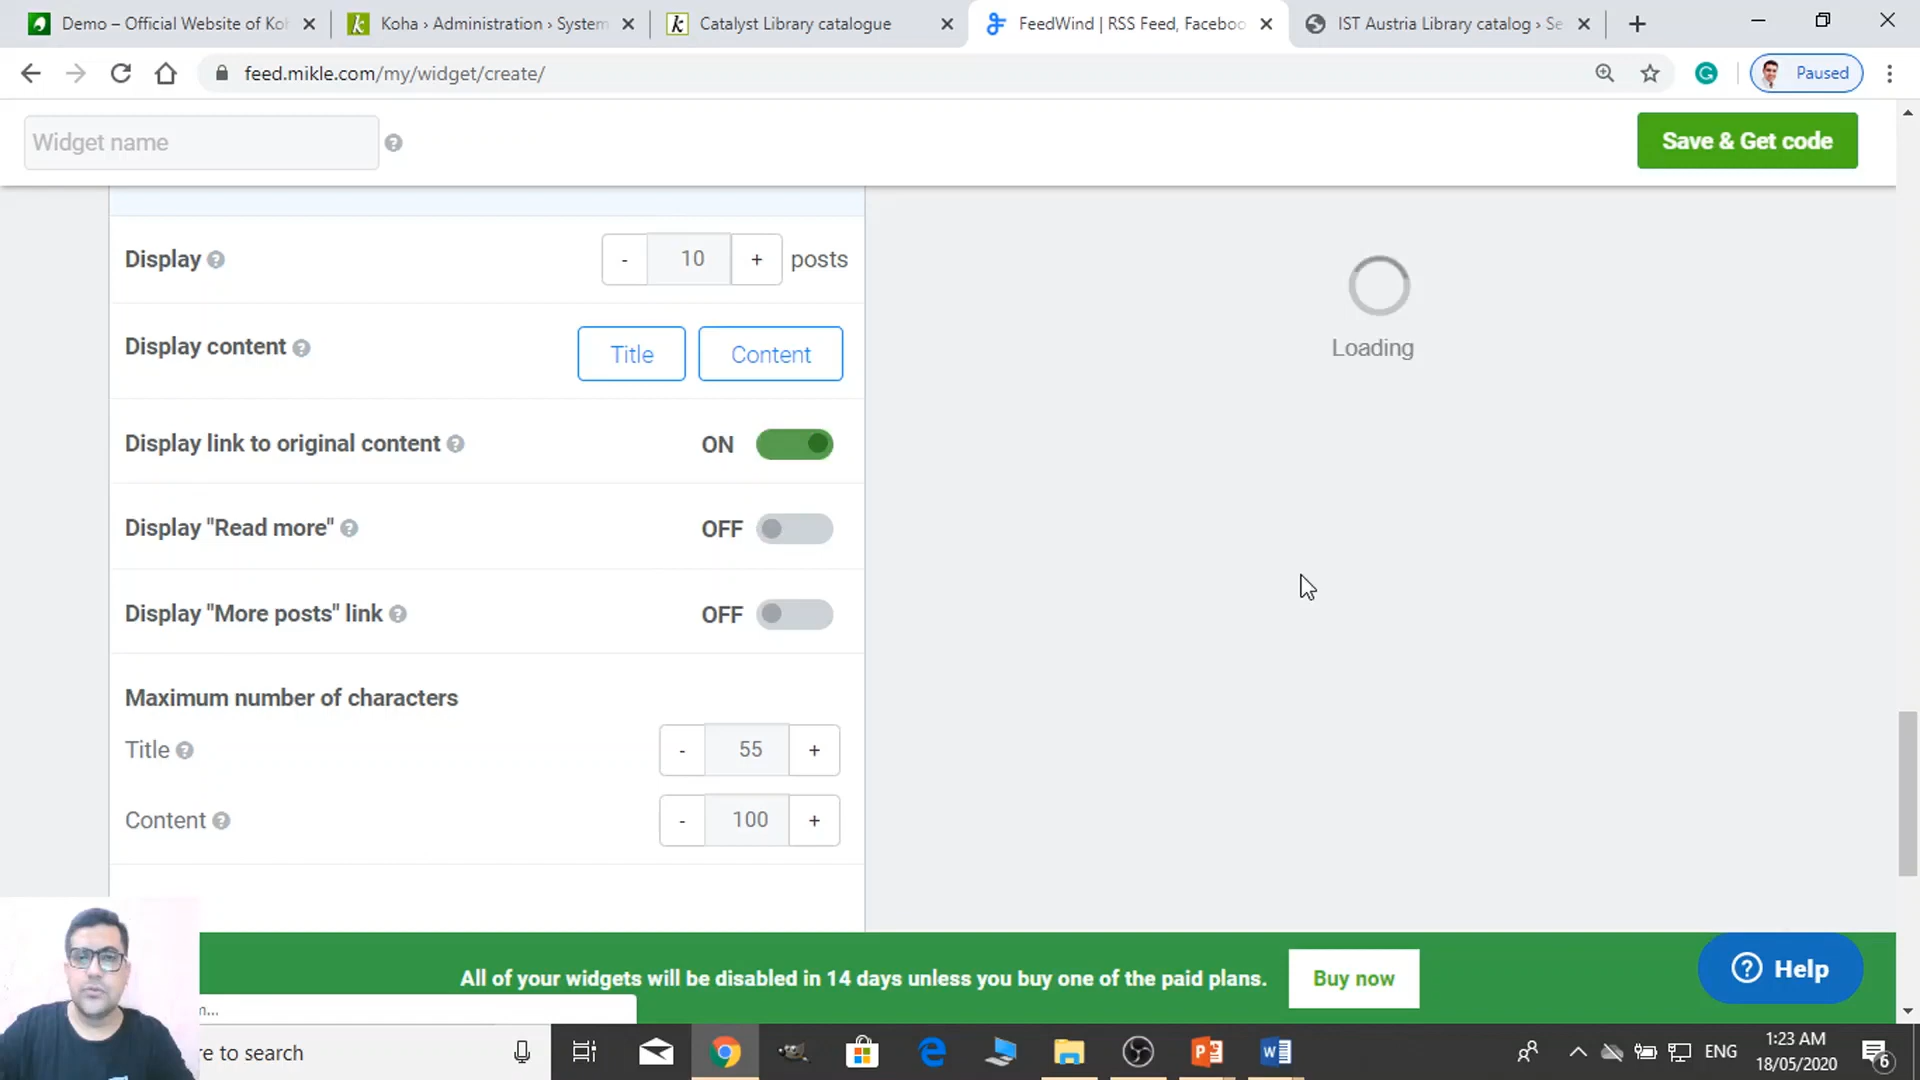 Demo – Official Website of Koh
Koha › Administration › System
Catalyst Library catalogue
FeedWind | RSS Feed, Faceboo
IST Austria Library catalog › Se
feed.mikle.com/my/widget/create/
Paused
Widget name
Save & Get code
Display
- 10 + posts
Display content
Title Content
Display link to original content
ON
Display "Read more"
OFF
Display "More posts" link
OFF
Maximum number of characters
Title
- 55 +
Content
- 100 +
Loading
All of your widgets will be disabled in 14 days unless you buy one of the paid plans.
Buy now
Help
re to search
ENG
1:23 AM
18/05/2020
6